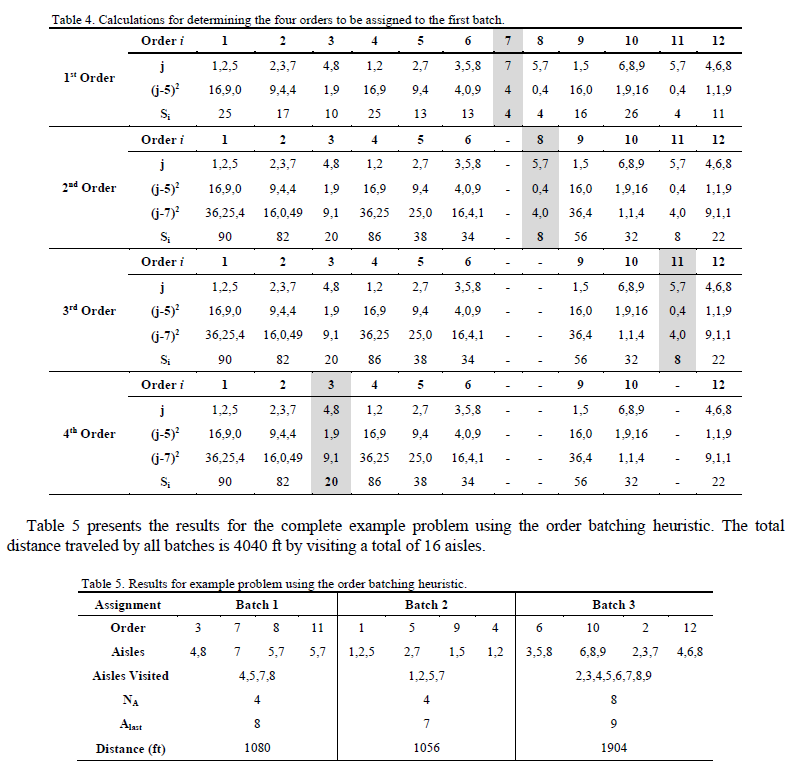 Table 4. Calculations for determining the four orders to be assigned to the first batch.
Order i 1 2 3 4 5 6 7 8 9 10 11 12
1st Order
j 1,2,5 2,3,7 4,8 1,2 2,7 3,5,8 7 5,7 1,5 6,8,9 5,7 4,6,8
(j-5)² 16,9,0 9,4,4 1,9 16,9 9,4 4,0,9 4 0,4 16,0 1,9,16 0,4 1,1,9
Si 25 17 10 25 13 13 4 4 16 26 4 11
Order i 1 2 3 4 5 6 - 8 9 10 11 12
2nd Order
j 1,2,5 2,3,7 4,8 1,2 2,7 3,5,8 - 5,7 1,5 6,8,9 5,7 4,6,8
(j-5)² 16,9,0 9,4,4 1,9 16,9 9,4 4,0,9 - 0,4 16,0 1,9,16 0,4 1,1,9
(j-7)² 36,25,4 16,0,49 9,1 36,25 25,0 16,4,1 - 4,0 36,4 1,1,4 4,0 9,1,1
Si 90 82 20 86 38 34 - 8 56 32 8 22
Order i 1 2 3 4 5 6 - - 9 10 11 12
3rd Order
j 1,2,5 2,3,7 4,8 1,2 2,7 3,5,8 - - 1,5 6,8,9 5,7 4,6,8
(j-5)² 16,9,0 9,4,4 1,9 16,9 9,4 4,0,9 - - 16,0 1,9,16 0,4 1,1,9
(j-7)² 36,25,4 16,0,49 9,1 36,25 25,0 16,4,1 - - 36,4 1,1,4 4,0 9,1,1
Si 90 82 20 86 38 34 - - 56 32 8 22
Order i 1 2 3 4 5 6 - - 9 10 - 12
4th Order
j 1,2,5 2,3,7 4,8 1,2 2,7 3,5,8 - - 1,5 6,8,9 - 4,6,8
(j-5)² 16,9,0 9,4,4 1,9 16,9 9,4 4,0,9 - - 16,0 1,9,16 - 1,1,9
(j-7)² 36,25,4 16,0,49 9,1 36,25 25,0 16,4,1 - - 36,4 1,1,4 - 9,1,1
Si 90 82 20 86 38 34 - - 56 32 - 22
Table 5 presents the results for the complete example problem using the order batching heuristic. The total
distance traveled by all batches is 4040 ft by visiting a total of 16 aisles.
Table 5. Results for example problem using the order batching heuristic.
Assignment Batch 1 Batch 2 Batch 3
Order 3 7 8 11 1 5 9 4 6 10 2 12
Aisles 4,8 7 5,7 5,7 1,2,5 2,7 1,5 1,2 3,5,8 6,8,9 2,3,7 4,6,8
Aisles Visited 4,5,7,8 1,2,5,7 2,3,4,5,6,7,8,9
NA 4 4 8
Alast 8 7 9
Distance (ft) 1080 1056 1904